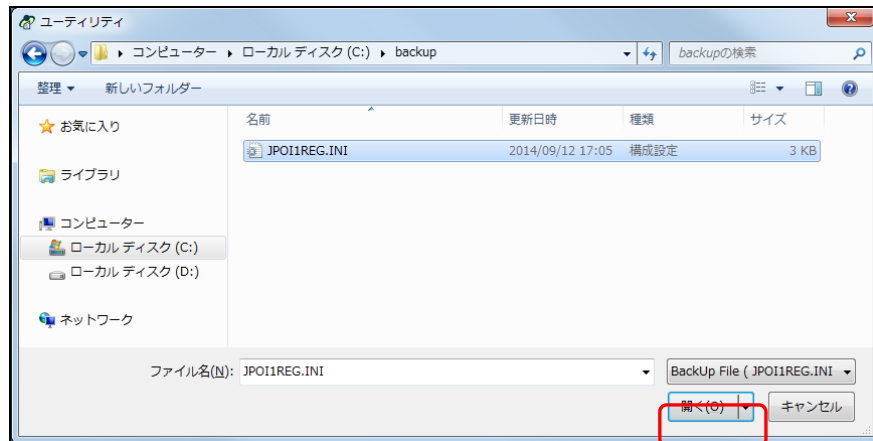 ユーティリティ
コンピューター ▸ ローカル ディスク (C:) ▸ backup
backupの検索
整理 新しいフォルダー
名前 更新日時 種類 サイズ
お気に入り
JPOI1REG.INI 2014/09/12 17:05 構成設定 3 KB
ライブラリ
コンピューター
ローカル ディスク (C:)
ローカル ディスク (D:)
ネットワーク
ファイル名(N): JPOI1REG.INI
BackUp File ( JPOI1REG.INI
開く(O) キャンセル